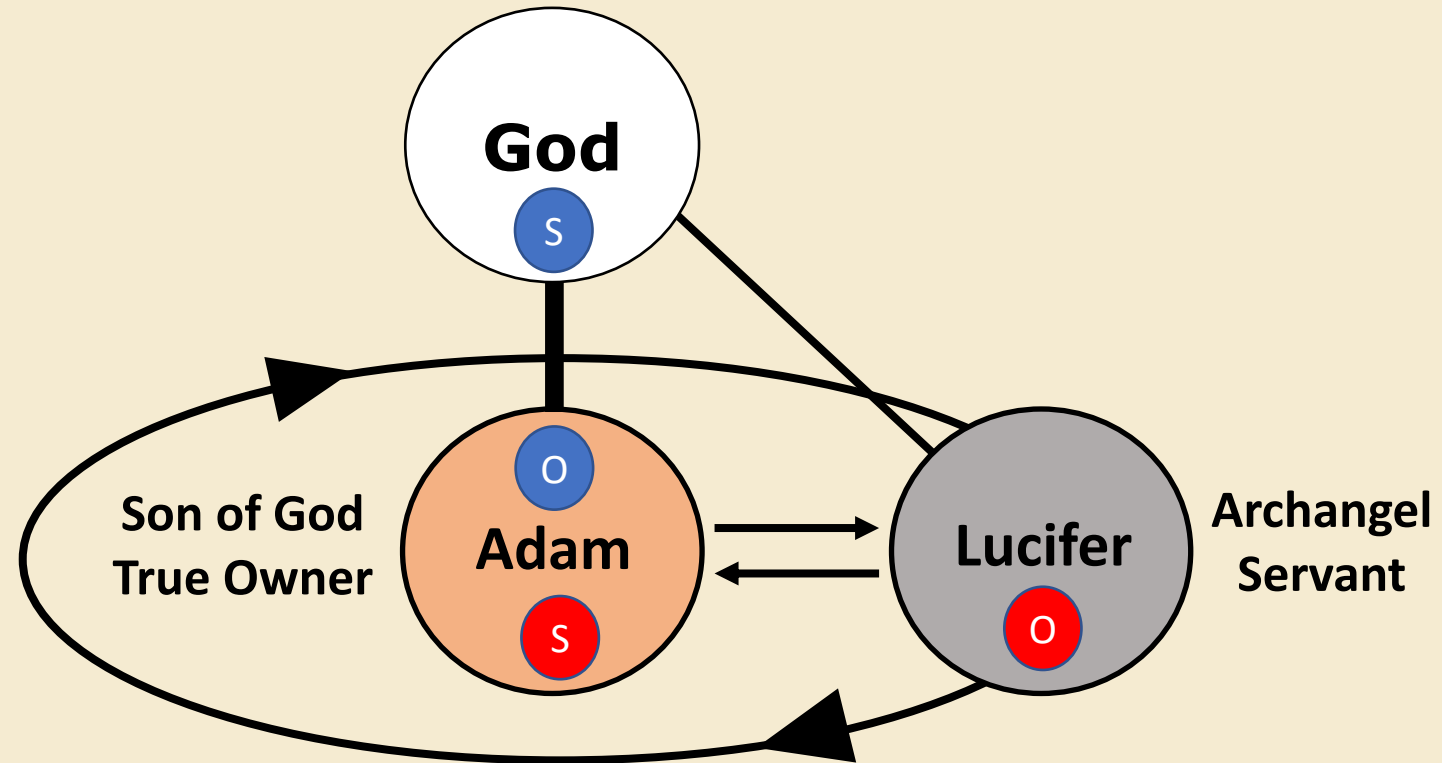 God
S
O
Son of God
True Owner
Adam
S
Lucifer
O
Archangel
Servant